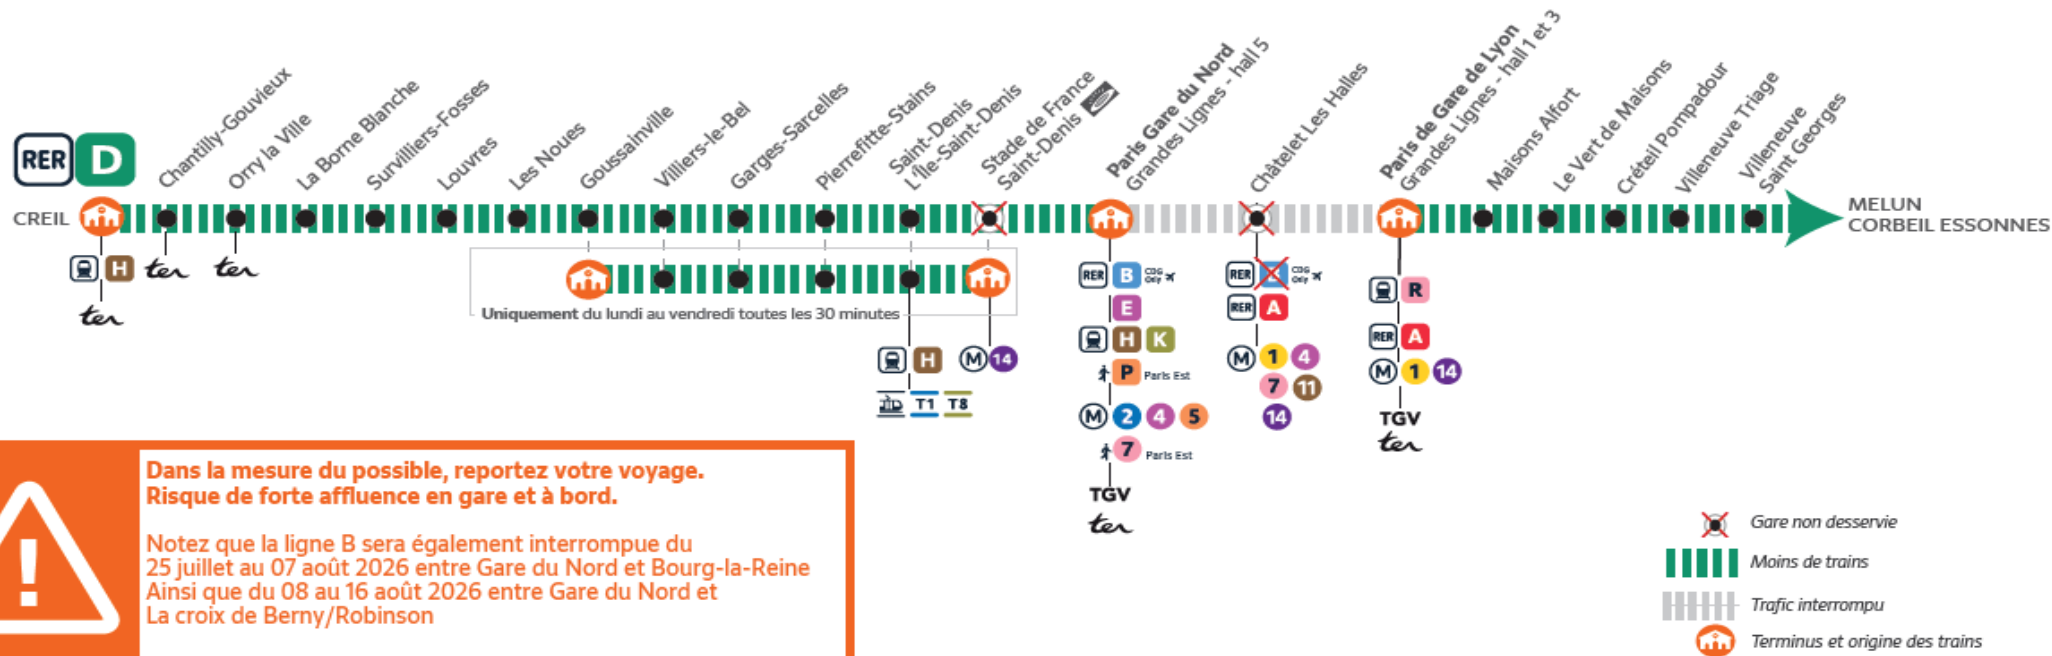 RER D
Chantilly-Gouvieux
Orry la Ville
La Borne Blanche
Survilliers-Fosses
Louvres
Les Noues
Goussainville
Villiers-le-Bel
Garges-Sarcelles
Pierrefitte-Stains
Saint-Denis
L'Île-Saint-Denis
Stade de France
Saint-Denis
Paris Gare du Nord
Grandes Lignes - hall 5
Châtelet Les Halles
Paris de Gare de Lyon
Grandes Lignes - hall 1 et 3
Maisons Alfort
Le Vert de Maisons
Créteil Pompadour
Villeneuve Triage
Villeneuve
Saint Georges
CREIL
MELUN
CORBEIL ESSONNES
H
ter
ter
ter
Uniquement du lundi au vendredi toutes les 30 minutes
H
T1 T8
M 14
RER B CDG Orly
E
H K
P Paris Est
M 2 4 5
7 Paris Est
TGV
ter
RER CDG Orly
RER A
M 1 4
7 11
14
R
RER A
M 1 14
TGV
ter
Dans la mesure du possible, reportez votre voyage.
Risque de forte affluence en gare et à bord.
Notez que la ligne B sera également interrompue du
25 juillet au 07 août 2026 entre Gare du Nord et Bourg-la-Reine
Ainsi que du 08 au 16 août 2026 entre Gare du Nord et
La croix de Berny/Robinson
!
Gare non desservie
Moins de trains
Trafic interrompu
Terminus et origine des trains